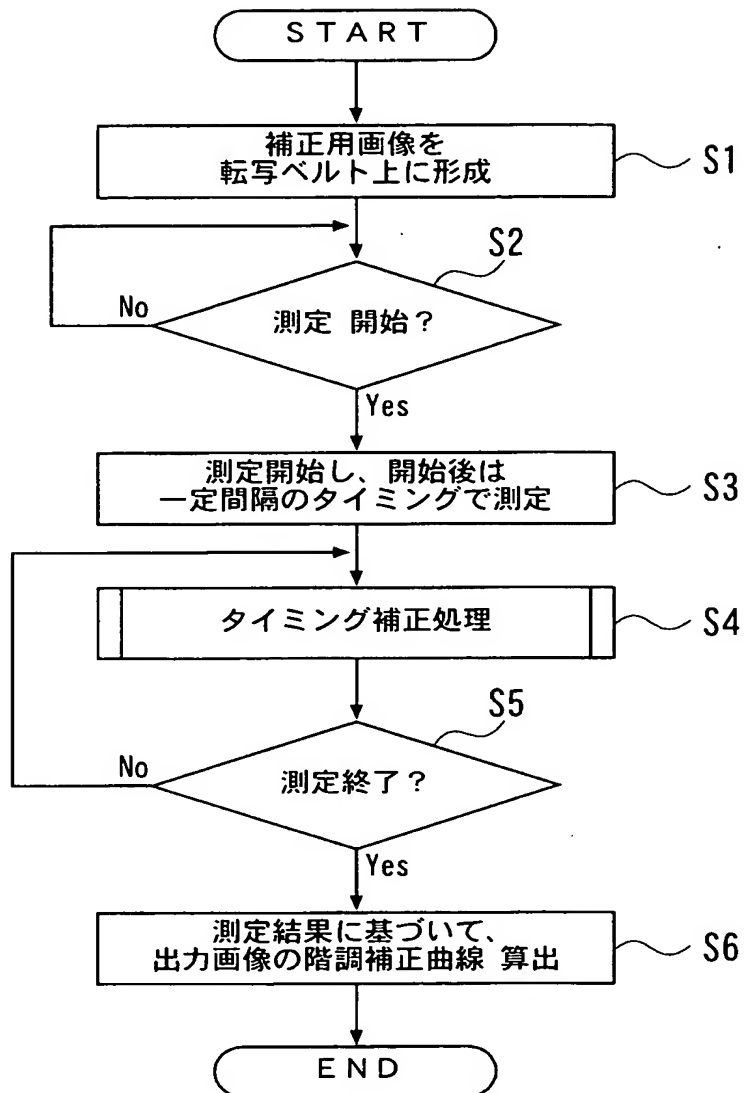 START
補正用画像を
転写ベルト上に形成
S1
S2
測定 開始？
No
Yes
測定開始し、開始後は
一定間隔のタイミングで測定
S3
タイミング補正処理
S4
S5
測定終了？
No
Yes
測定結果に基づいて、
出力画像の階調補正曲線 算出
S6
END